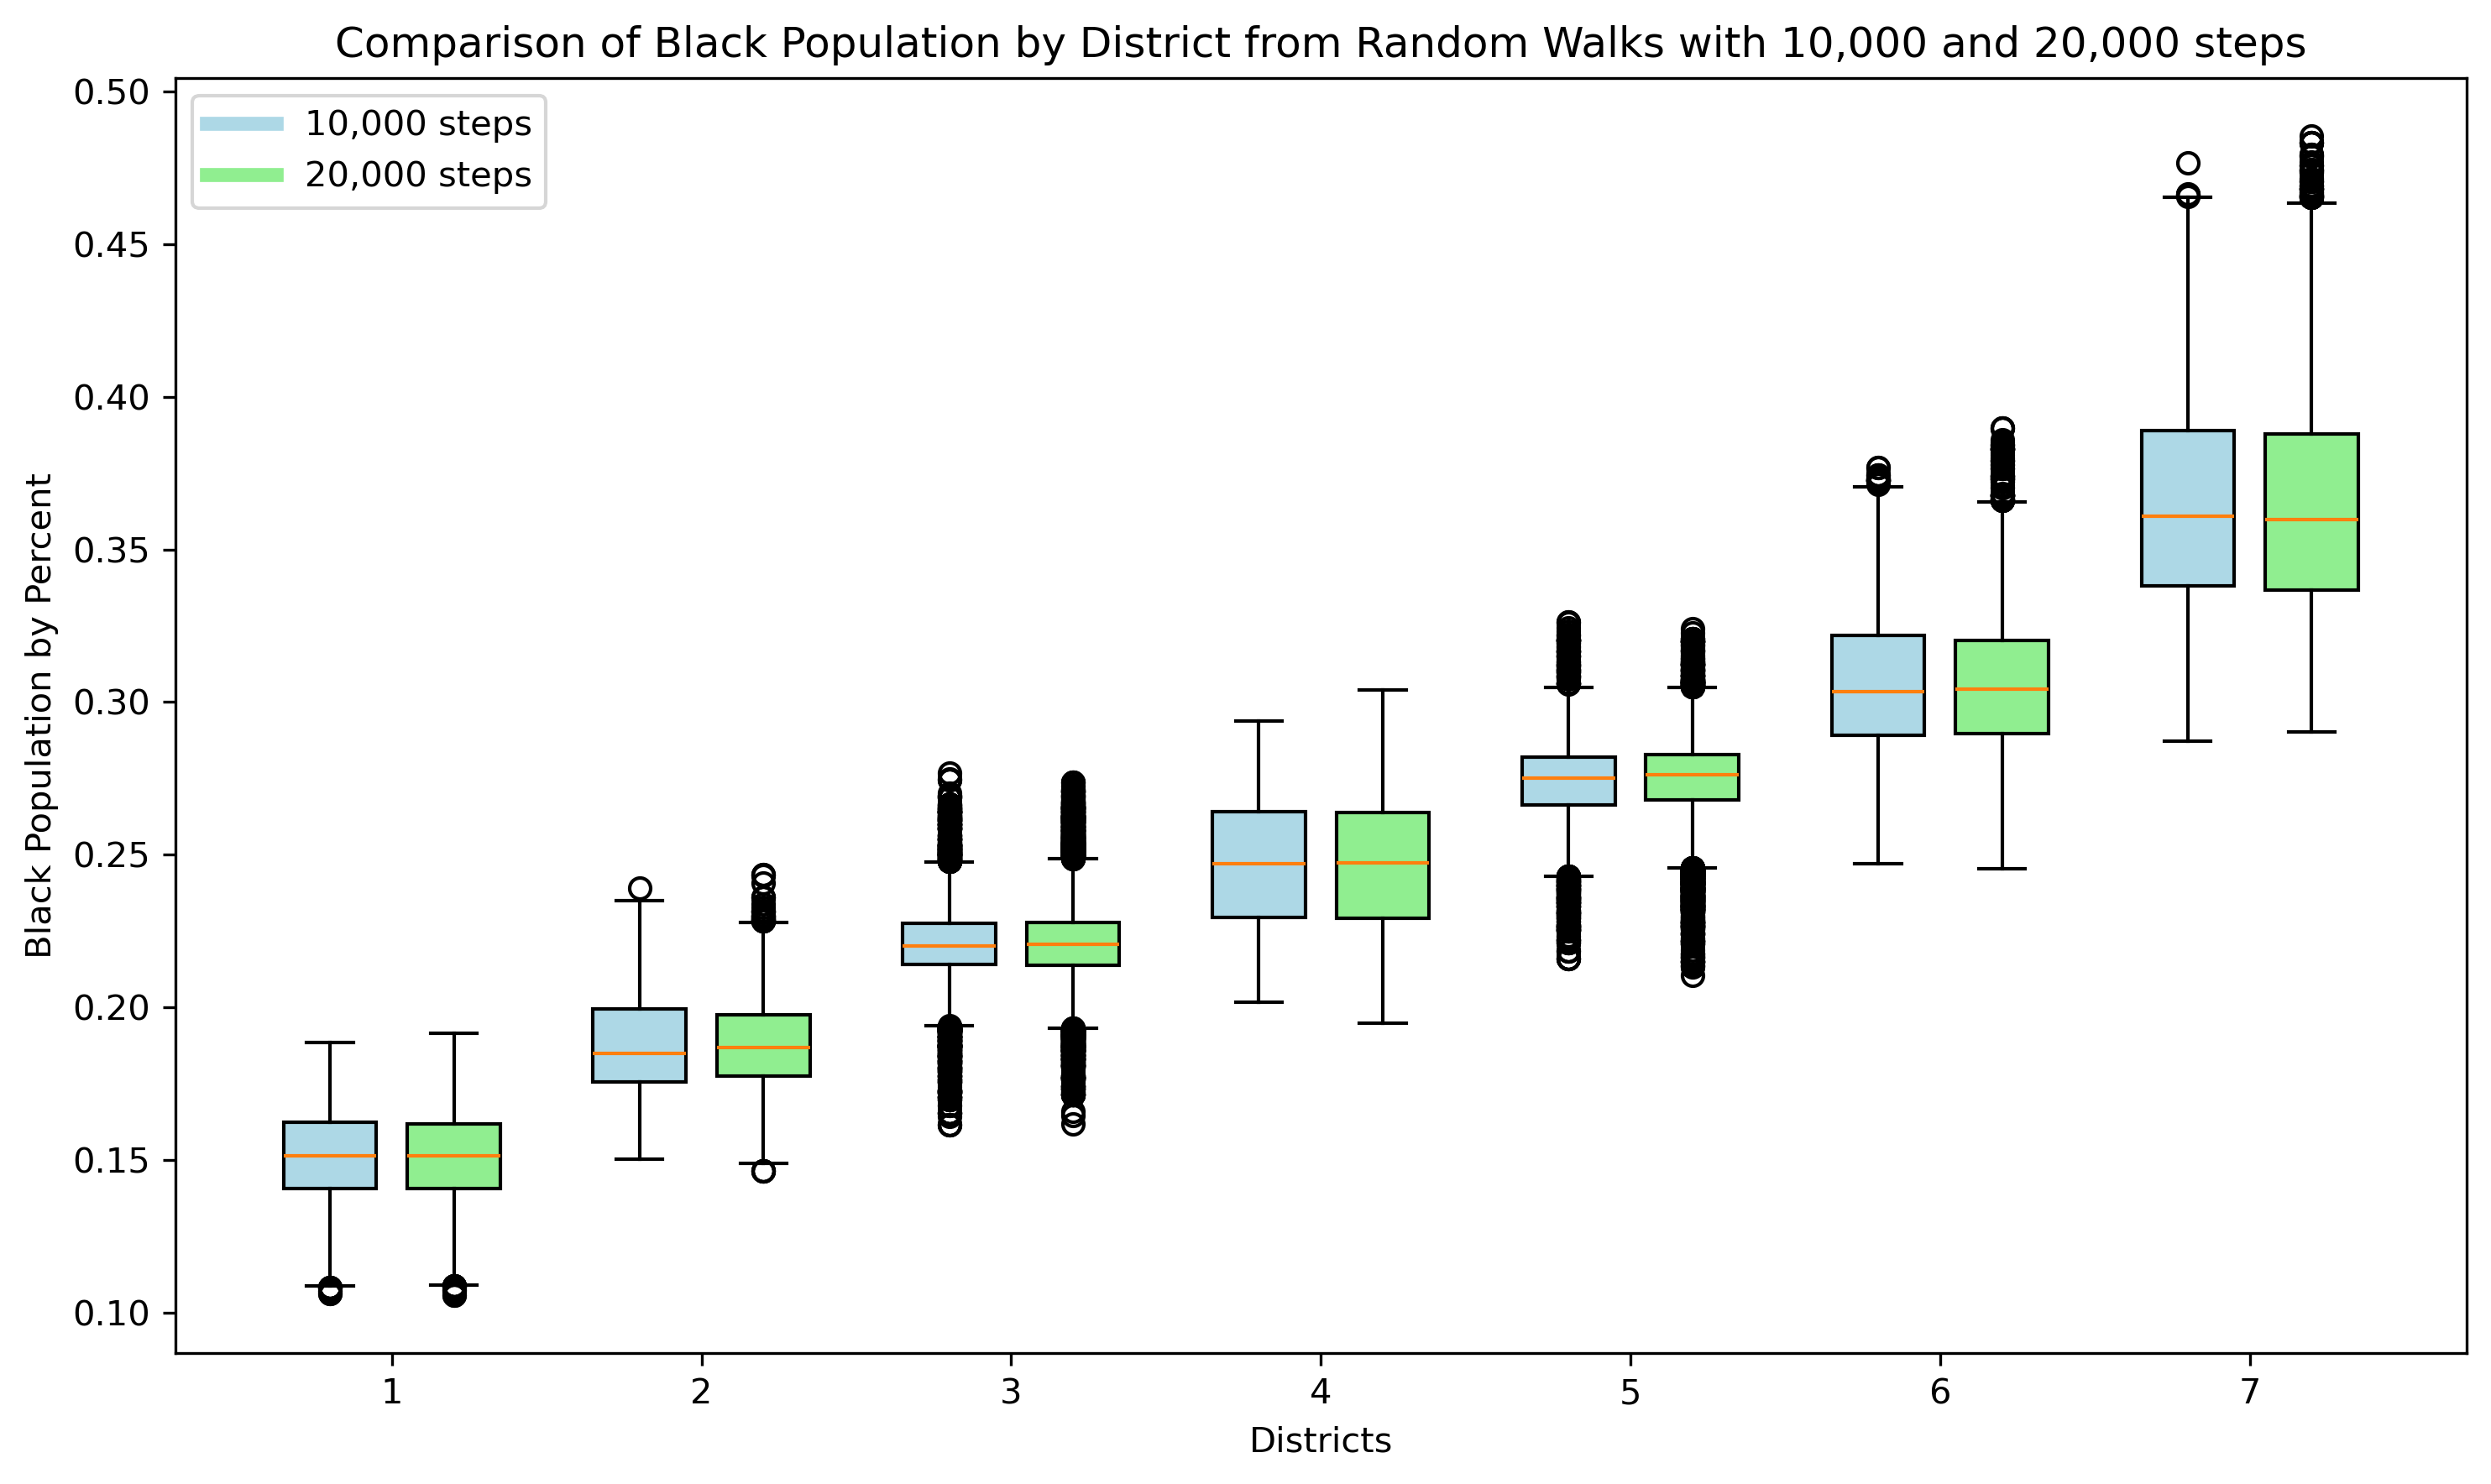 Comparison of Black Population by District from Random Walks with 10,000 and 20,000 steps
10,000 steps
20,000 steps
0.50
0.45
0.40
0.35
0.30
0.25
0.20
0.15
0.10
Black Population by Percent
1 2 3 4 5 6 7
Districts